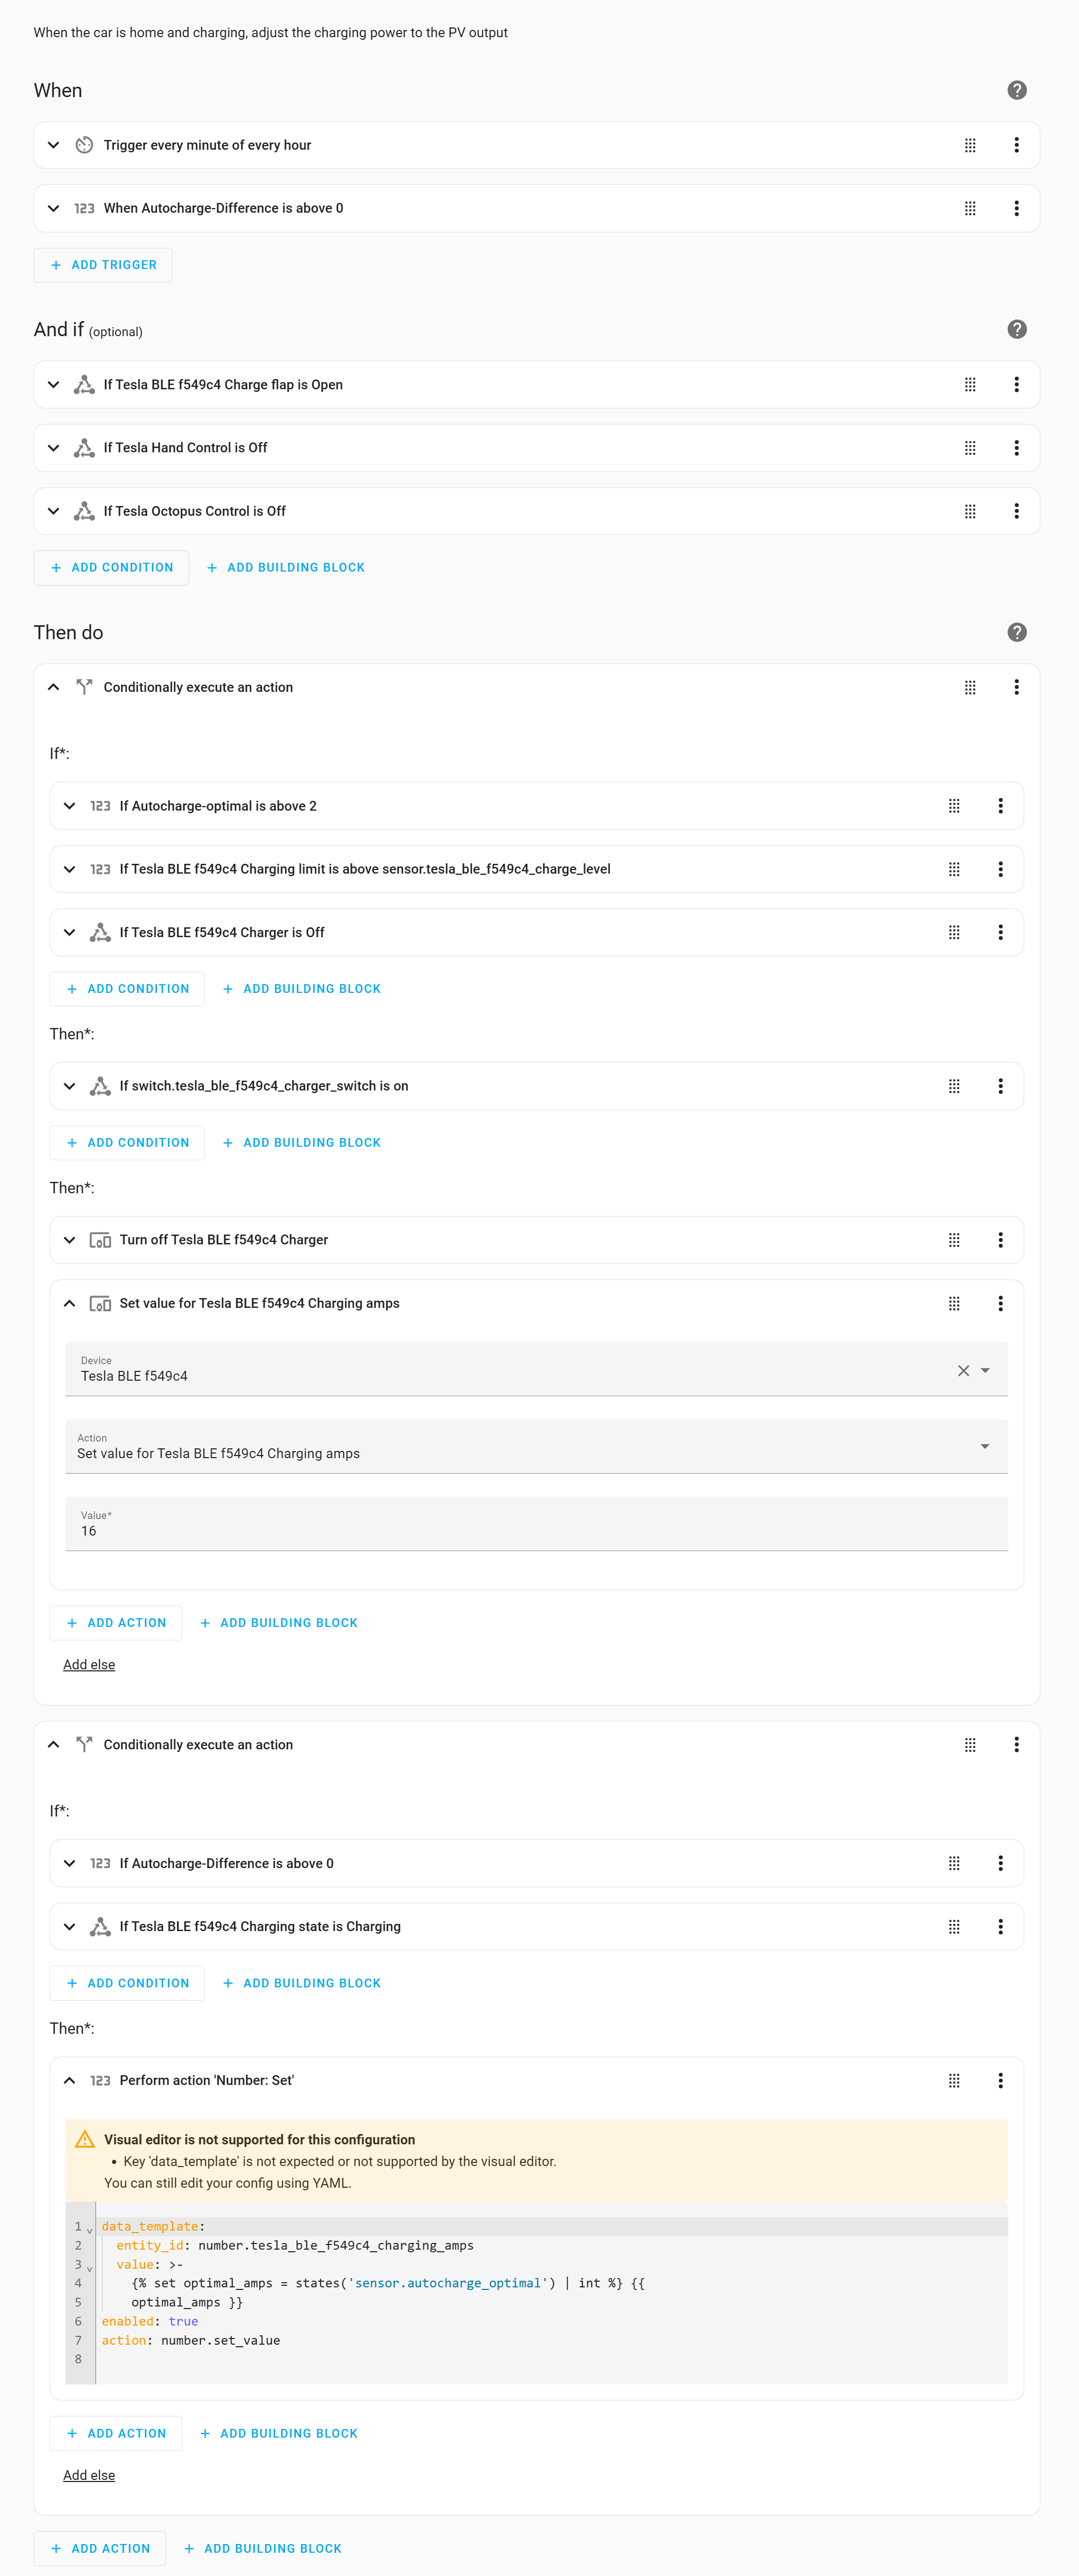 When the car is home and charging, adjust the charging power to the PV output
When
Trigger every minute of every hour
123 When Autocharge-Difference is above 0
+ ADD TRIGGER
And if (optional)
If Tesla BLE f549c4 Charge flap is Open
If Tesla Hand Control is Off
If Tesla Octopus Control is Off
+ ADD CONDITION + ADD BUILDING BLOCK
Then do
Conditionally execute an action
If*:
123 If Autocharge-optimal is above 2
123 If Tesla BLE f549c4 Charging limit is above sensor.tesla_ble_f549c4_charge_level
If Tesla BLE f549c4 Charger is Off
+ ADD CONDITION + ADD BUILDING BLOCK
Then*:
If switch.tesla_ble_f549c4_charger_switch is on
+ ADD CONDITION + ADD BUILDING BLOCK
Then*:
Turn off Tesla BLE f549c4 Charger
Set value for Tesla BLE f549c4 Charging amps
Device
Tesla BLE f549c4
Action
Set value for Tesla BLE f549c4 Charging amps
Value*
16
+ ADD ACTION + ADD BUILDING BLOCK
Add else
Conditionally execute an action
If*:
123 If Autocharge-Difference is above 0
If Tesla BLE f549c4 Charging state is Charging
+ ADD CONDITION + ADD BUILDING BLOCK
Then*:
123 Perform action 'Number: Set'
Visual editor is not supported for this configuration
• Key 'data_template' is not expected or not supported by the visual editor.
You can still edit your config using YAML.
1 data_template:
2 entity_id: number.tesla_ble_f549c4_charging_amps
3 value: >-
4 {% set optimal_amps = states('sensor.autocharge_optimal') | int %} {{
5 optimal_amps }}
6 enabled: true
7 action: number.set_value
8
+ ADD ACTION + ADD BUILDING BLOCK
Add else
+ ADD ACTION + ADD BUILDING BLOCK